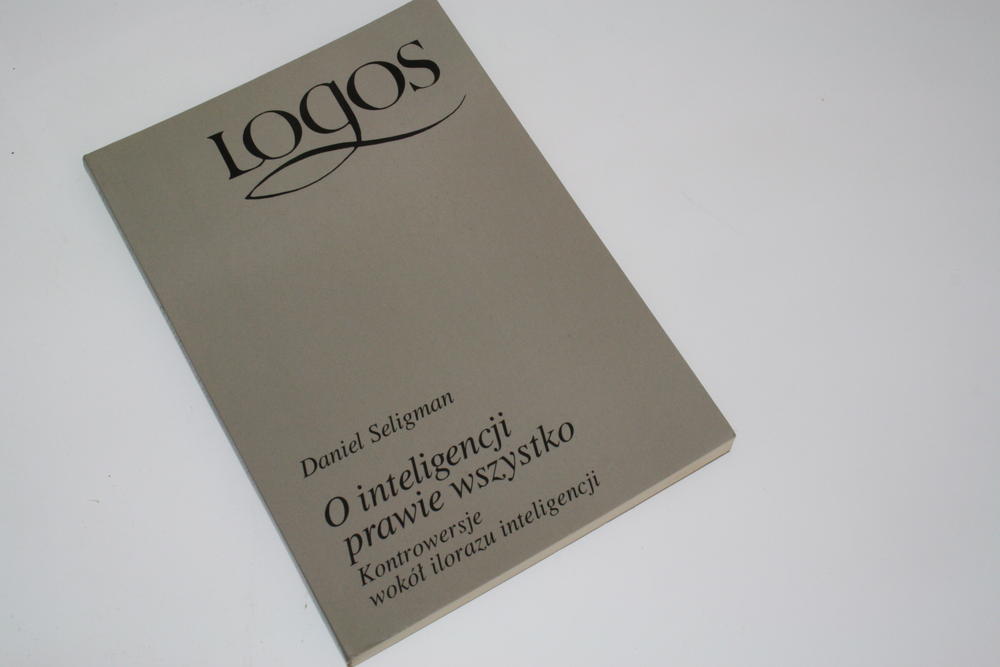 LOGOS
Daniel Seligman
O inteligencji
prawie wszystko
Kontrowersje
wokół ilorazu inteligencji